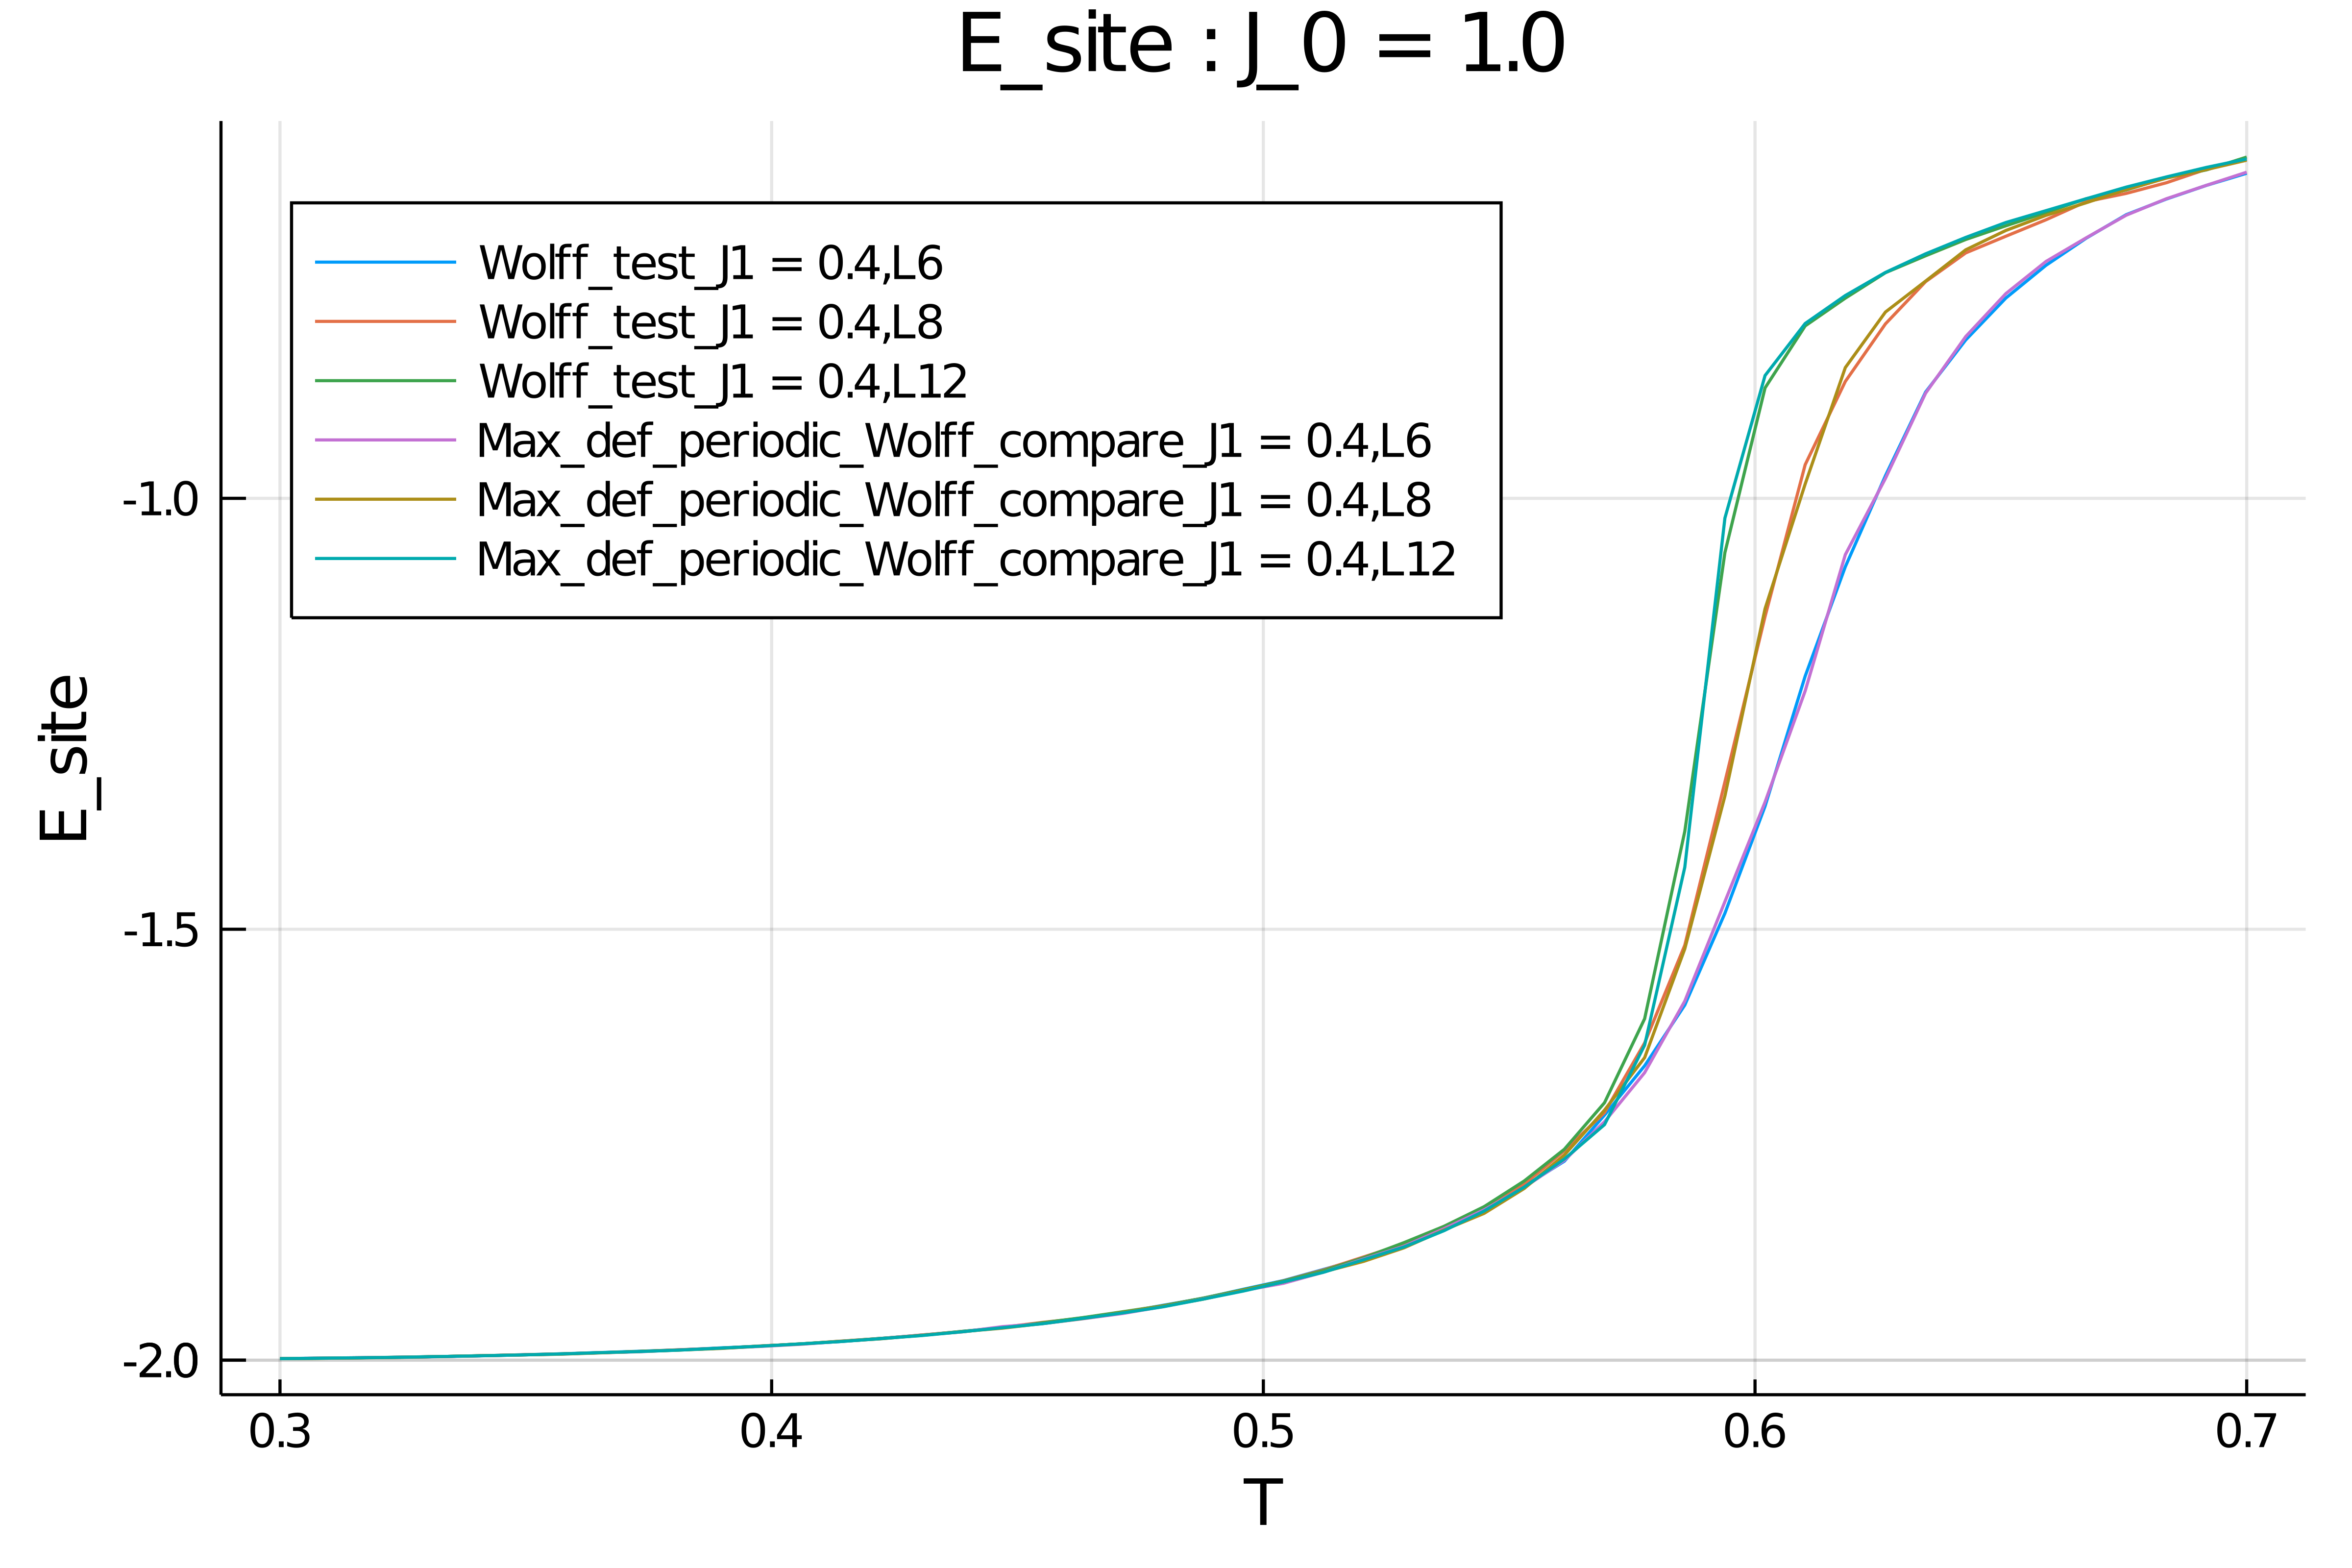 E_site : J_0 = 1.0
Wolff_test_J1 = 0.4,L6
Wolff_test_J1 = 0.4,L8
Wolff_test_J1 = 0.4,L12
Max_def_periodic_Wolff_compare_J1 = 0.4,L6
Max_def_periodic_Wolff_compare_J1 = 0.4,L8
Max_def_periodic_Wolff_compare_J1 = 0.4,L12
E_site
-1.0
-1.5
-2.0
0.3 0.4 0.5 0.6 0.7
T